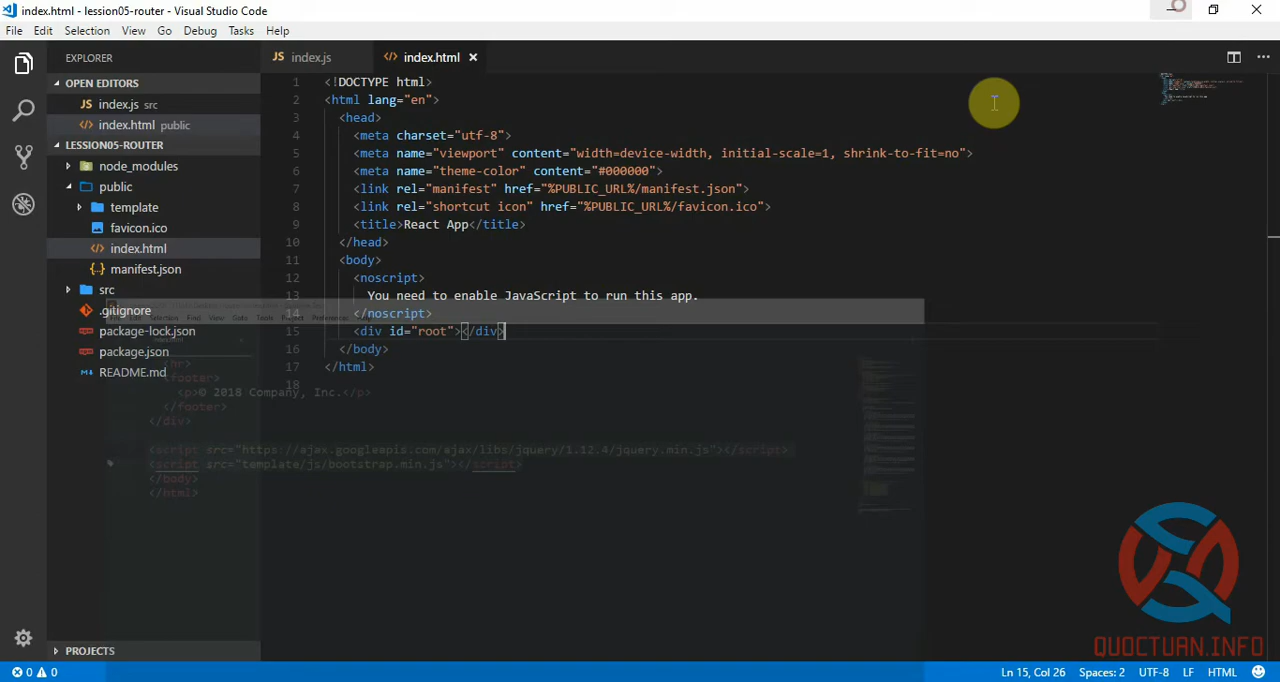 index.html - lession05-router - Visual Studio Code
File Edit Selection View Go Debug Tasks Help
EXPLORER
OPEN EDITORS
JS index.js src
<> index.html public
LESSION05-ROUTER
node_modules
public
template
favicon.ico
<> index.html
{..} manifest.json
src
.gitignore
package-lock.json
package.json
README.md
PROJECTS
JS index.js
<> index.html
1 <!DOCTYPE html>
2 <html lang="en">
3 <head>
4 <meta charset="utf-8">
5 <meta name="viewport" content="width=device-width, initial-scale=1, shrink-to-fit=no">
6 <meta name="theme-color" content="#000000">
7 <link rel="manifest" href="%PUBLIC_URL%/manifest.json">
8 <link rel="shortcut icon" href="%PUBLIC_URL%/favicon.ico">
9 <title>React App</title>
10 </head>
11 <body>
12 <noscript>
13 You need to enable JavaScript to run this app.
14 </noscript>
15 <div id="root"></div>
16 </body>
17 </html>
18
<hr>
<footer>
<p>© 2018 Company, Inc.</p>
</footer>
</div>
<script src="https://ajax.googleapis.com/ajax/libs/jquery/1.12.4/jquery.min.js"></script>
<script src="template/js/bootstrap.min.js"></script>
</body>
</html>
QUOCTUAN.INFO
0 0
Ln 15, Col 26 Spaces: 2 UTF-8 LF HTML